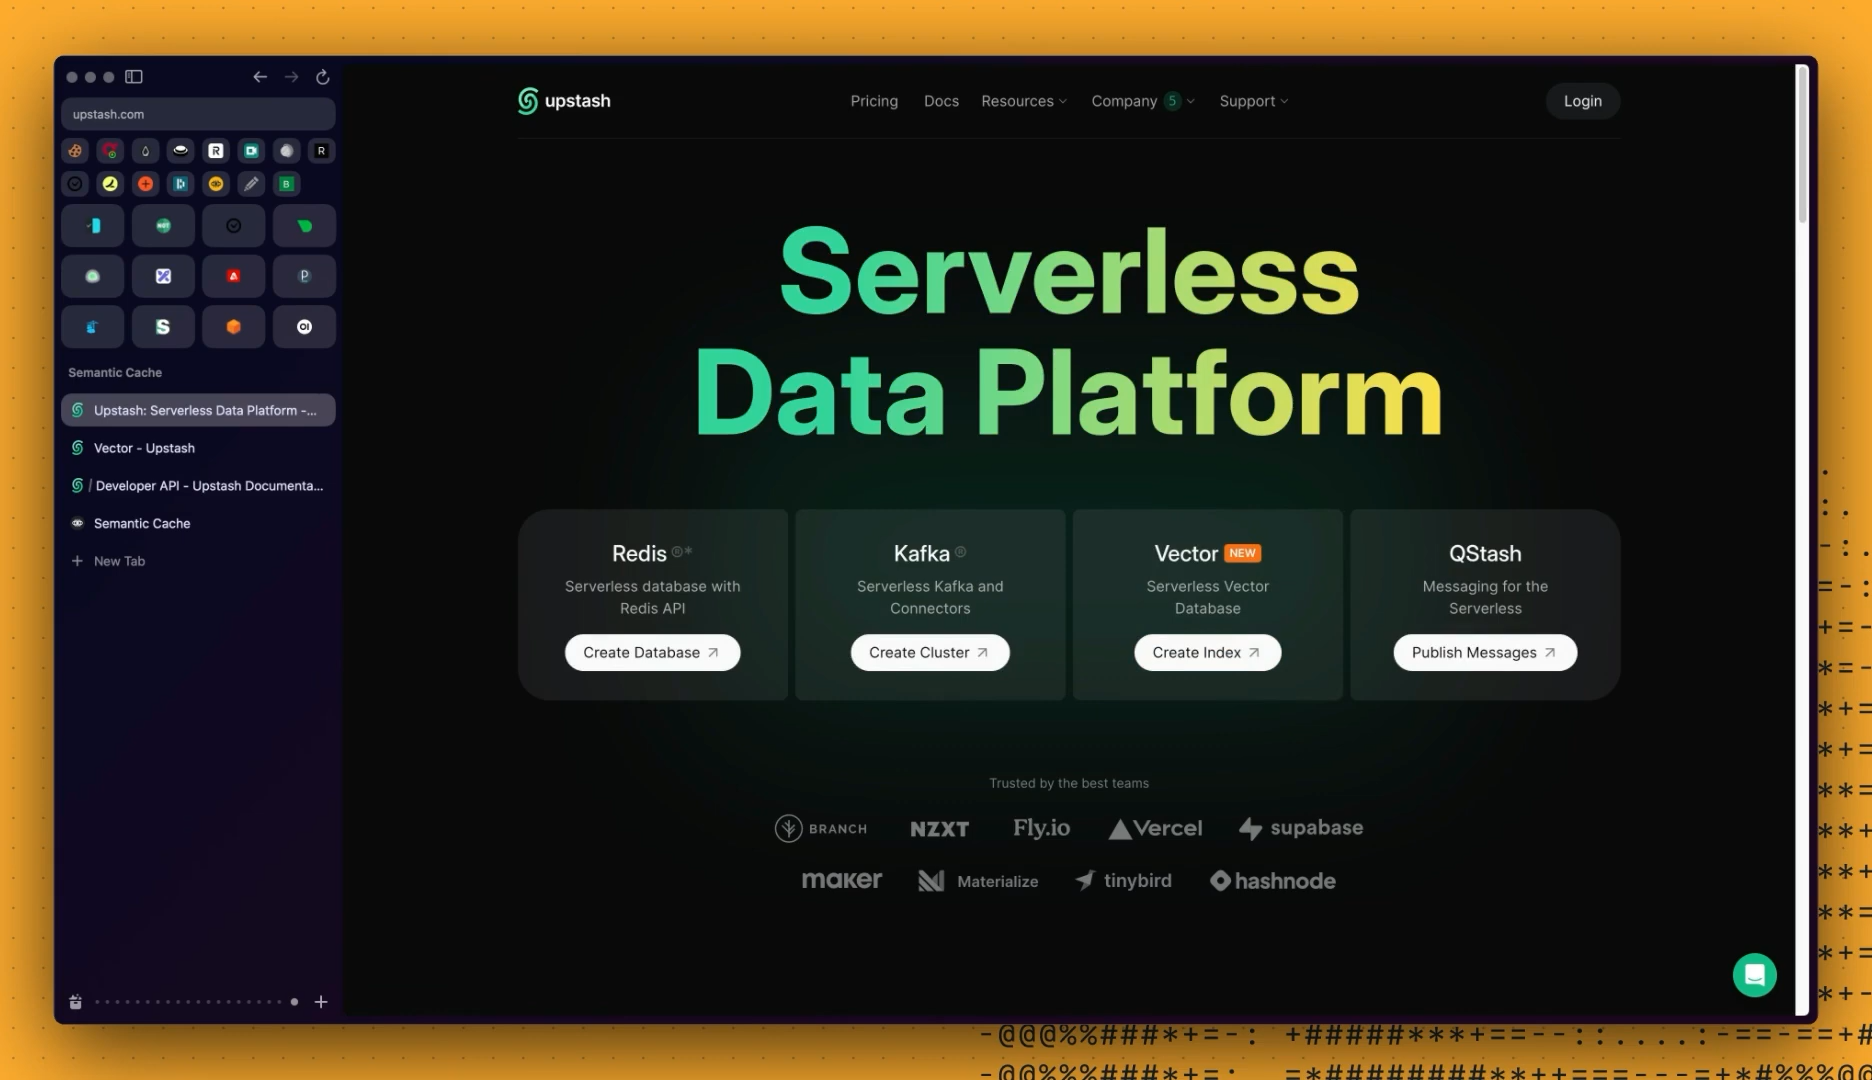 upstash.com
Semantic Cache
Upstash: Serverless Data Platform -...
Vector - Upstash
/ Developer API - Upstash Documenta...
Semantic Cache
+ New Tab
upstash
Pricing
Docs
Resources
Company 5
Support
Login
Serverless
Data Platform
Redis ®*
Serverless database with
Redis API
Create Database ↗
Kafka ®
Serverless Kafka and
Connectors
Create Cluster ↗
Vector NEW
Serverless Vector
Database
Create Index ↗
QStash
Messaging for the
Serverless
Publish Messages ↗
Trusted by the best teams
BRANCH
NZXT
Fly.io
Vercel
supabase
maker
Materialize
tinybird
hashnode